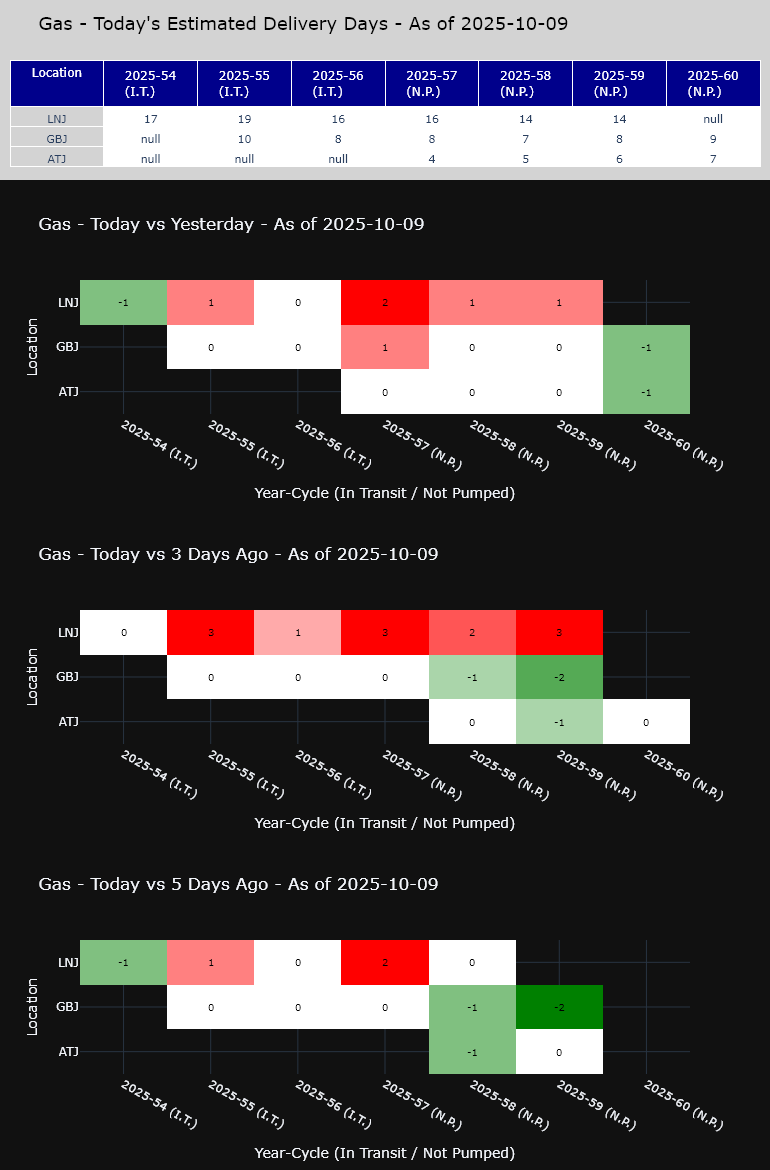 Gas - Today's Estimated Delivery Days - As of 2025-10-09
Location 2025-54 (I.T.) 2025-55 (I.T.) 2025-56 (I.T.) 2025-57 (N.P.) 2025-58 (N.P.) 2025-59 (N.P.) 2025-60 (N.P.)
LNJ 17 19 16 16 14 14 null
GBJ null 10 8 8 7 8 9
ATJ null null null 4 5 6 7
Gas - Today vs Yesterday - As of 2025-10-09
Location
LNJ -1 1 0 2 1 1
GBJ 0 0 1 0 0 -1
ATJ 0 0 0 -1
2025-54 (I.T.) 2025-55 (I.T.) 2025-56 (I.T.) 2025-57 (N.P.) 2025-58 (N.P.) 2025-59 (N.P.) 2025-60 (N.P.)
Year-Cycle (In Transit / Not Pumped)
Gas - Today vs 3 Days Ago - As of 2025-10-09
Location
LNJ 0 3 1 3 2 3
GBJ 0 0 0 -1 -2
ATJ 0 -1 0
2025-54 (I.T.) 2025-55 (I.T.) 2025-56 (I.T.) 2025-57 (N.P.) 2025-58 (N.P.) 2025-59 (N.P.) 2025-60 (N.P.)
Year-Cycle (In Transit / Not Pumped)
Gas - Today vs 5 Days Ago - As of 2025-10-09
Location
LNJ -1 1 0 2 0
GBJ 0 0 0 -1 -2
ATJ -1 0
2025-54 (I.T.) 2025-55 (I.T.) 2025-56 (I.T.) 2025-57 (N.P.) 2025-58 (N.P.) 2025-59 (N.P.) 2025-60 (N.P.)
Year-Cycle (In Transit / Not Pumped)